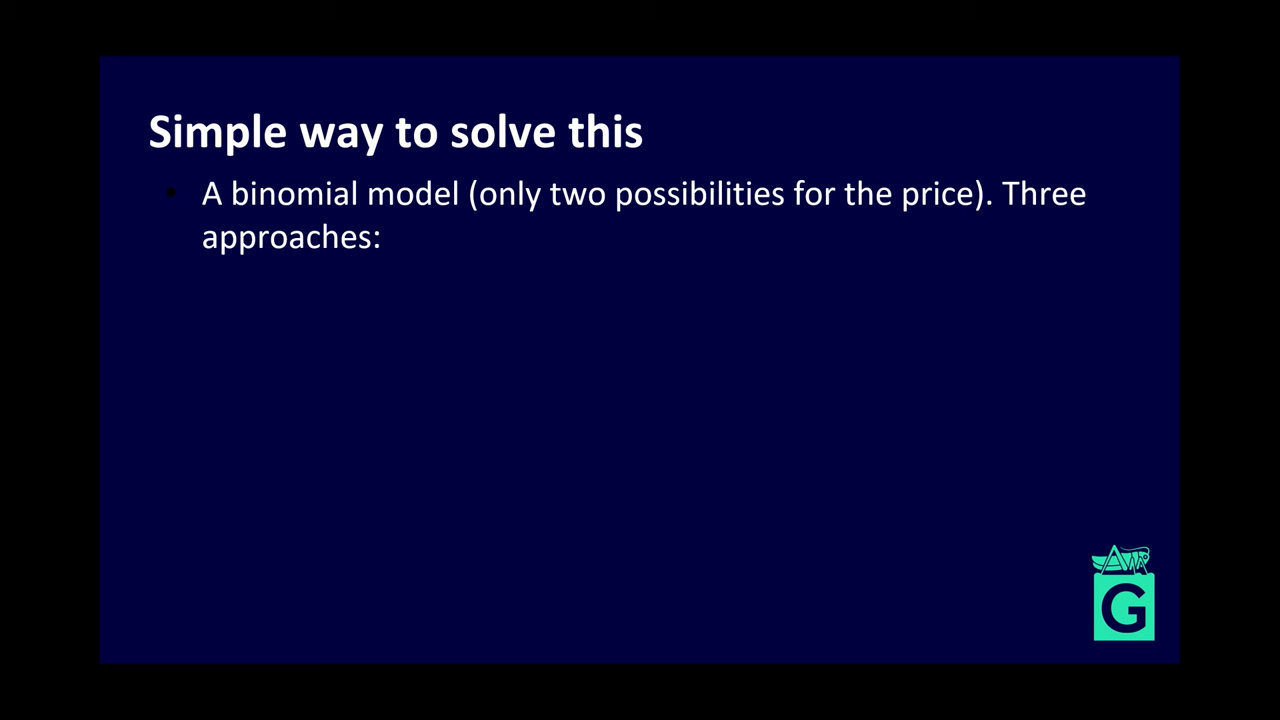 Simple way to solve this
• A binomial model (only two possibilities for the price). Three
approaches:
G